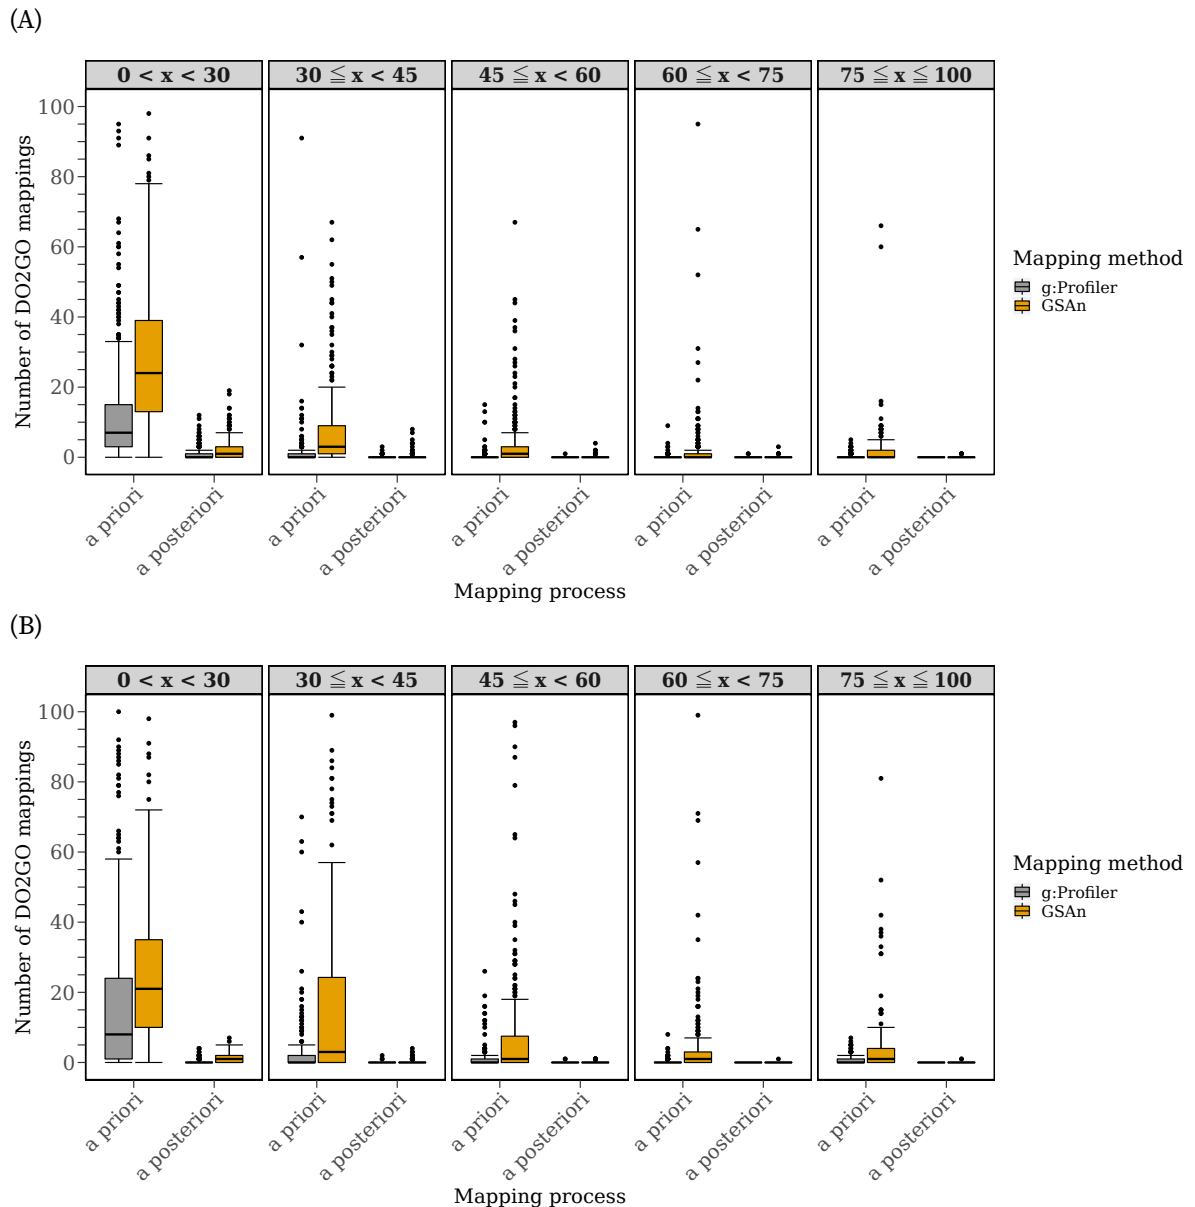 (A)
0 < x < 30
30 ≦ x < 45
45 ≦ x < 60
60 ≦ x < 75
75 ≦ x ≦ 100
Number of DO2GO mappings
100
80
60
40
20
0
a priori
a posteriori
a priori
a posteriori
a priori
a posteriori
a priori
a posteriori
a priori
a posteriori
Mapping process
Mapping method
g:Profiler
GSAn
(B)
0 < x < 30
30 ≦ x < 45
45 ≦ x < 60
60 ≦ x < 75
75 ≦ x ≦ 100
Number of DO2GO mappings
100
80
60
40
20
0
a priori
a posteriori
a priori
a posteriori
a priori
a posteriori
a priori
a posteriori
a priori
a posteriori
Mapping process
Mapping method
g:Profiler
GSAn